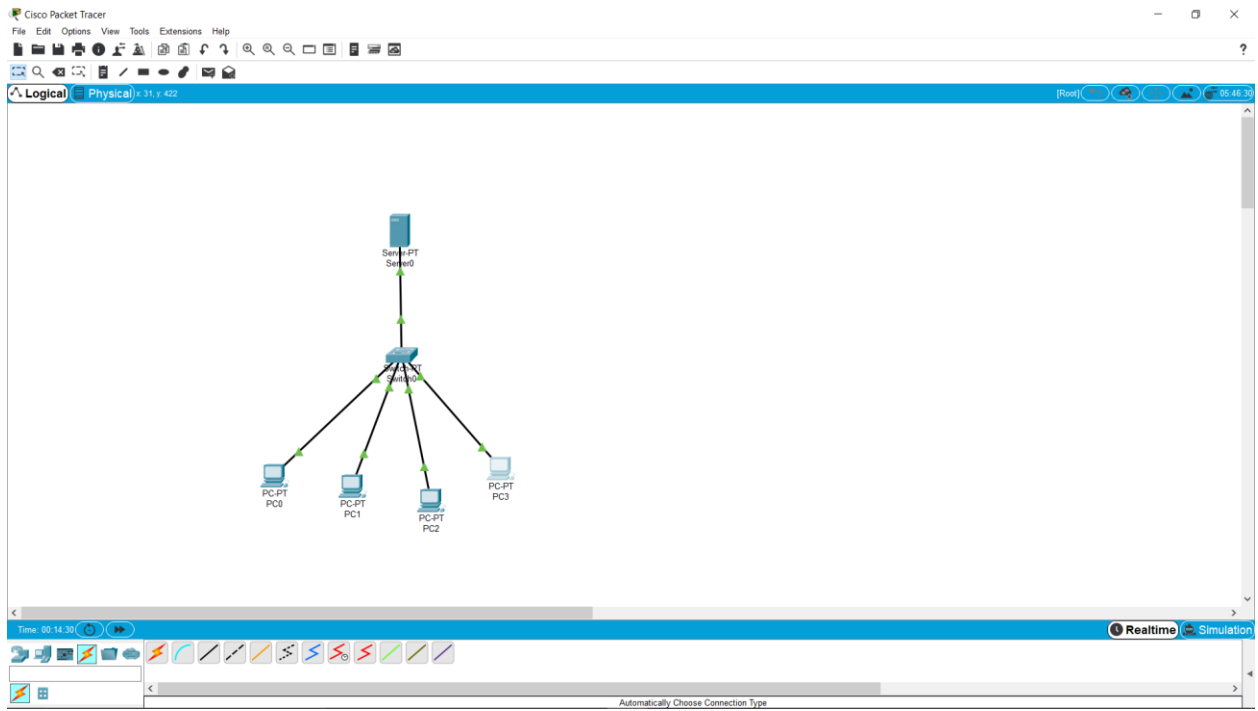 Cisco Packet Tracer
File Edit Options View Tools Extensions Help
?
Logical Physical x: 31, y: 422 [Root] 05:46:30
Server-PT
Server0
Switch-PT
Switch0
PC-PT
PC0
PC-PT
PC1
PC-PT
PC2
PC-PT
PC3
Time: 00:14:30 Realtime Simulation
Automatically Choose Connection Type